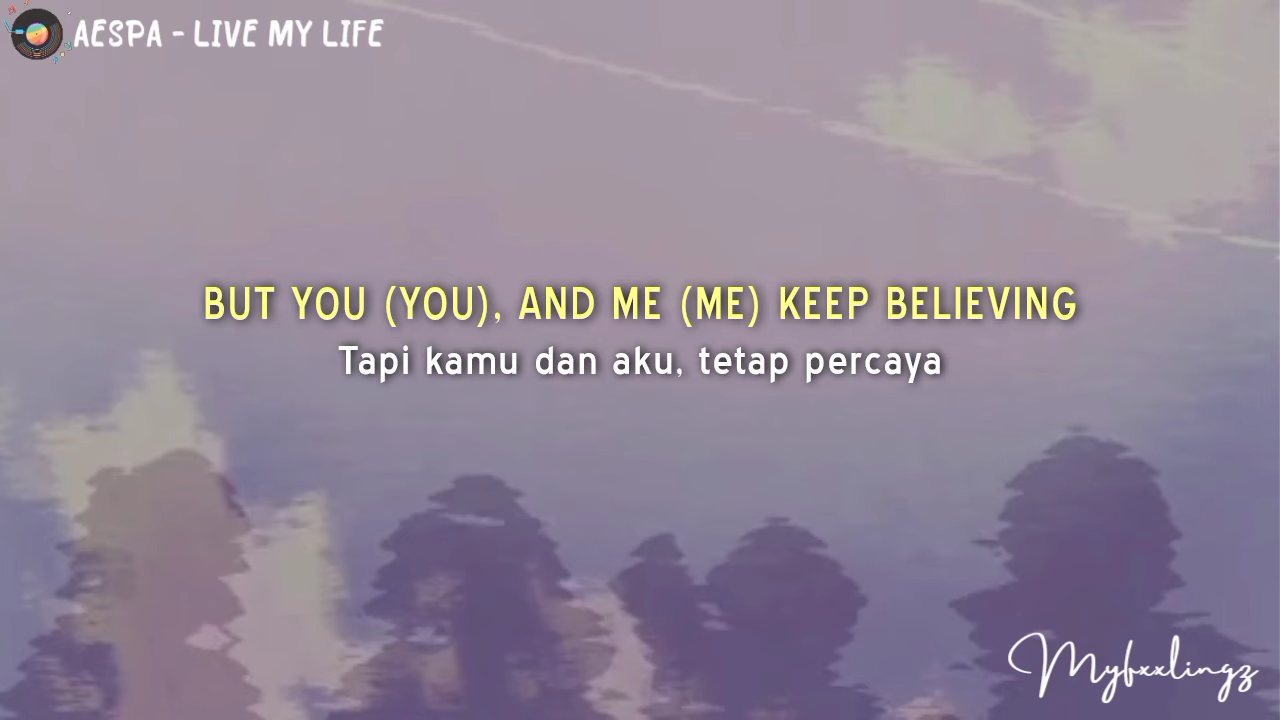 AESPA - LIVE MY LIFE
BUT YOU (YOU), AND ME (ME) KEEP BELIEVING
Tapi kamu dan aku, tetap percaya
Myfxxlingz